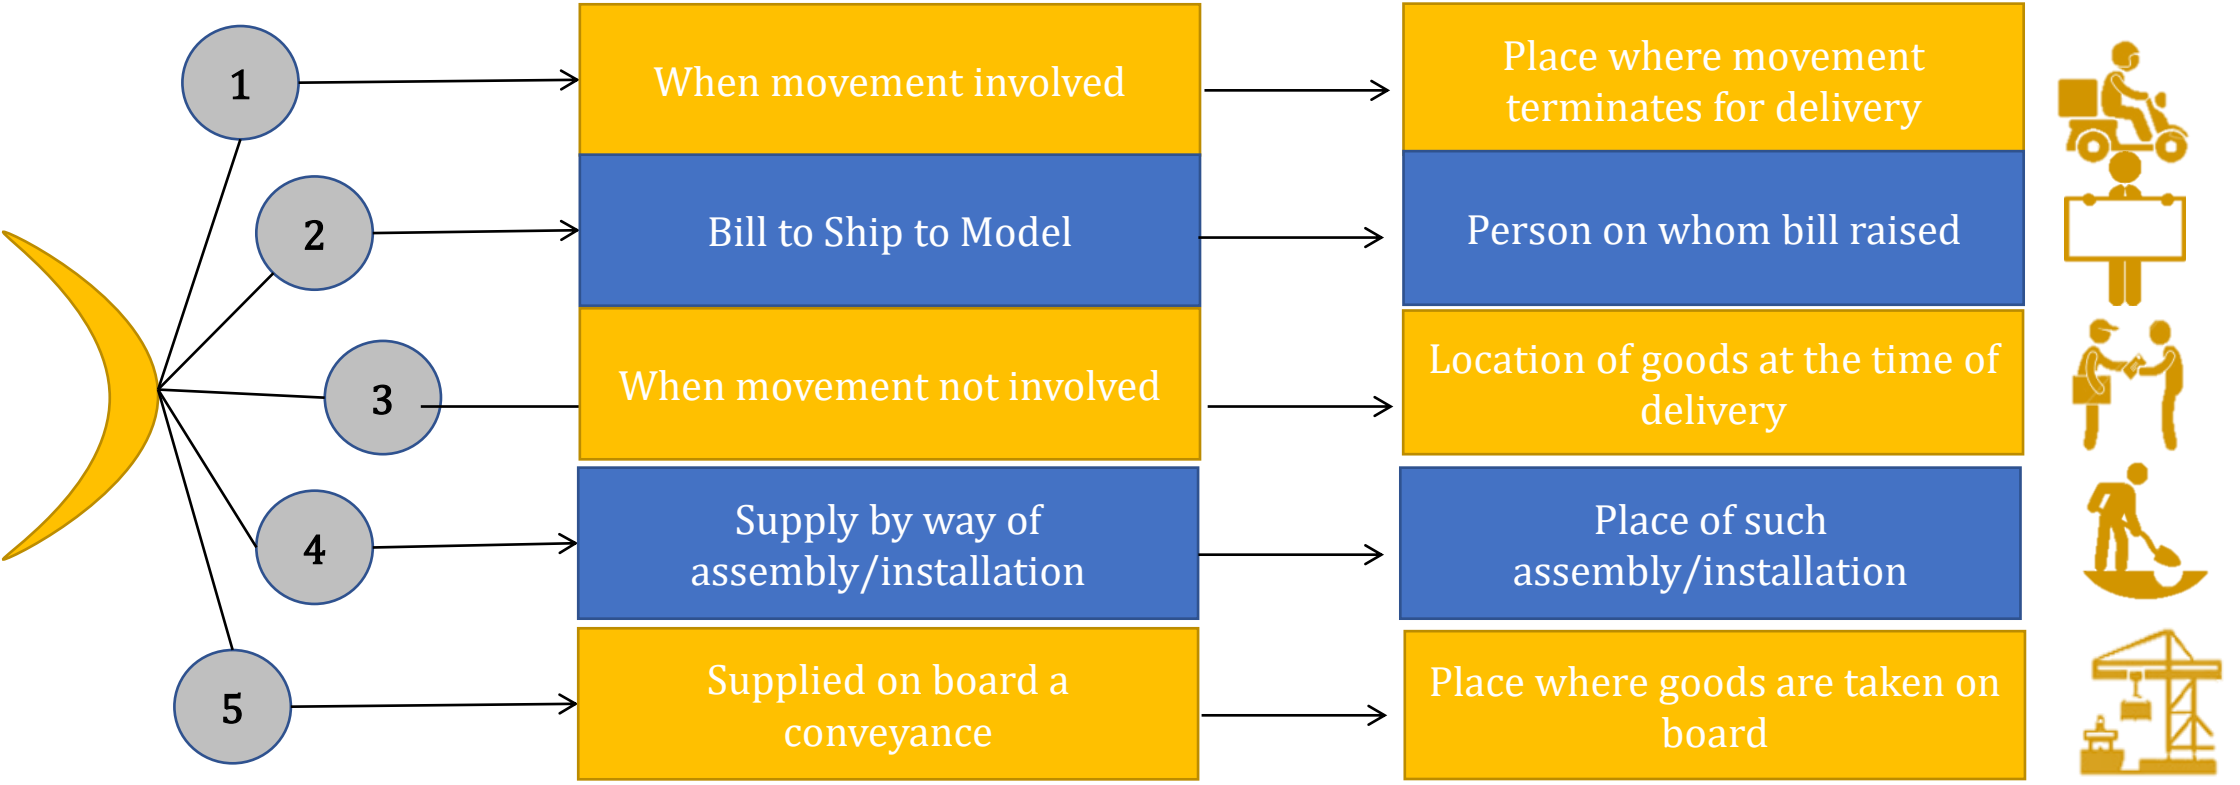 1
When movement involved
Place where movement
terminates for delivery
2
Bill to Ship to Model
Person on whom bill raised
3
When movement not involved
Location of goods at the time of
delivery
4
Supply by way of
assembly/installation
Place of such
assembly/installation
5
Supplied on board a
conveyance
Place where goods are taken on
board